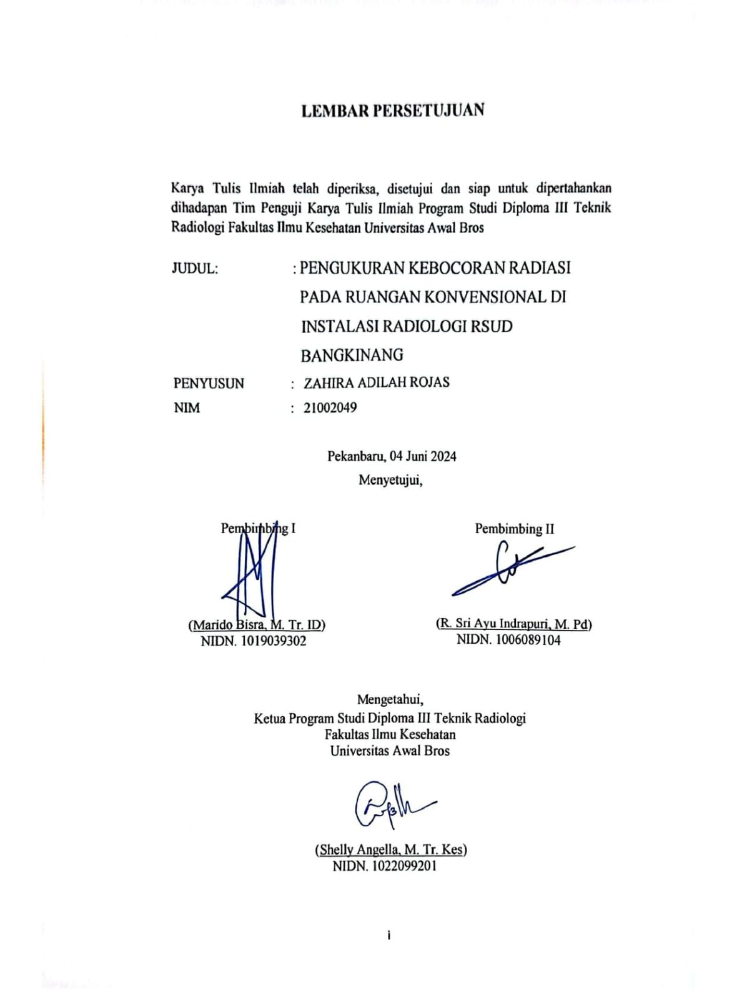 LEMBAR PERSETUJUAN
Karya Tulis Ilmiah telah diperiksa, disetujui dan siap untuk dipertahankan
dihadapan Tim Penguji Karya Tulis Ilmiah Program Studi Diploma III Teknik
Radiologi Fakultas Ilmu Kesehatan Universitas Awal Bros
JUDUL: : PENGUKURAN KEBOCORAN RADIASI
PADA RUANGAN KONVENSIONAL DI
INSTALASI RADIOLOGI RSUD
BANGKINANG
PENYUSUN : ZAHIRA ADILAH ROJAS
NIM : 21002049
Pekanbaru, 04 Juni 2024
Menyetujui,
Pembimbing I Pembimbing II
(Marido Bisra, M. Tr. ID) (R. Sri Ayu Indrapuri, M. Pd)
NIDN. 1019039302 NIDN. 1006089104
Mengetahui,
Ketua Program Studi Diploma III Teknik Radiologi
Fakultas Ilmu Kesehatan
Universitas Awal Bros
(Shelly Angella, M. Tr. Kes)
NIDN. 1022099201
i